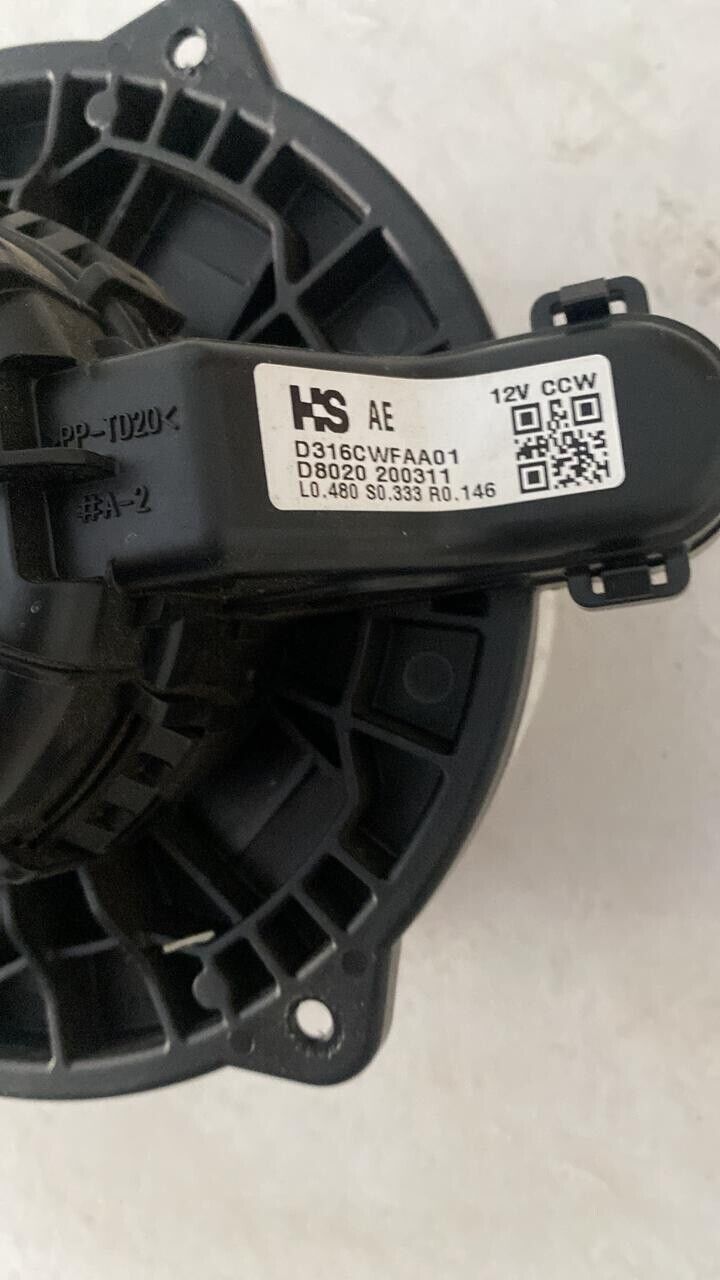 HS AE
12V CCW
D316CWFAA01
D8020 200311
L0.480 S0.333 R0.146
PP-TD20<
#A-2